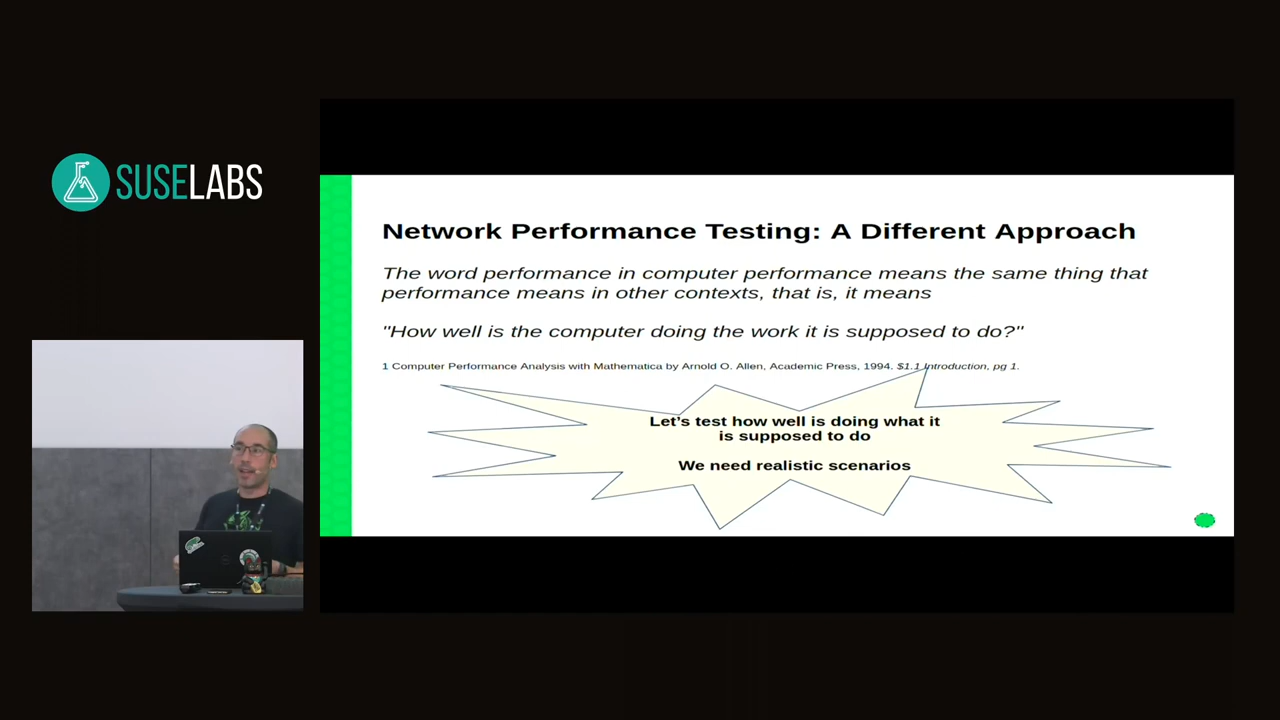 SUSELABS
Network Performance Testing: A Different Approach
The word performance in computer performance means the same thing that
performance means in other contexts, that is, it means
"How well is the computer doing the work it is supposed to do?"
1 Computer Performance Analysis with Mathematica by Arnold O. Allen, Academic Press, 1994. $1.1 Introduction, pg 1.
Let's test how well is doing what it
is supposed to do
We need realistic scenarios